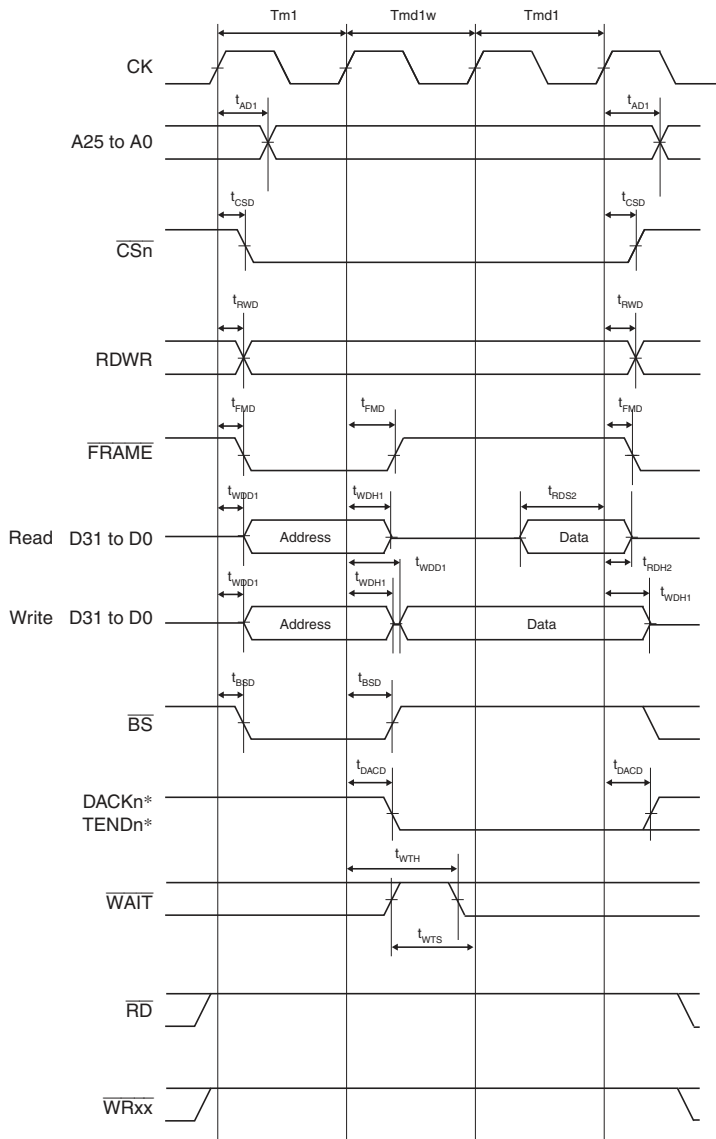 Tm1 Tmd1w Tmd1
CK
tAD1 tAD1
A25 to A0
tCSD tCSD
CSn
tRWD tRWD
RDWR
tFMD tFMD tFMD
FRAME
tWDD1 tWDH1 tRDS2
Read D31 to D0 Address Data
tWDD1 tRDH2
tWDD1 tWDH1 tWDH1
Write D31 to D0 Address Data
tBSD tBSD
BS
tDACD tDACD
DACKn*
TENDn*
tWTH
WAIT
tWTS
RD
WRxx